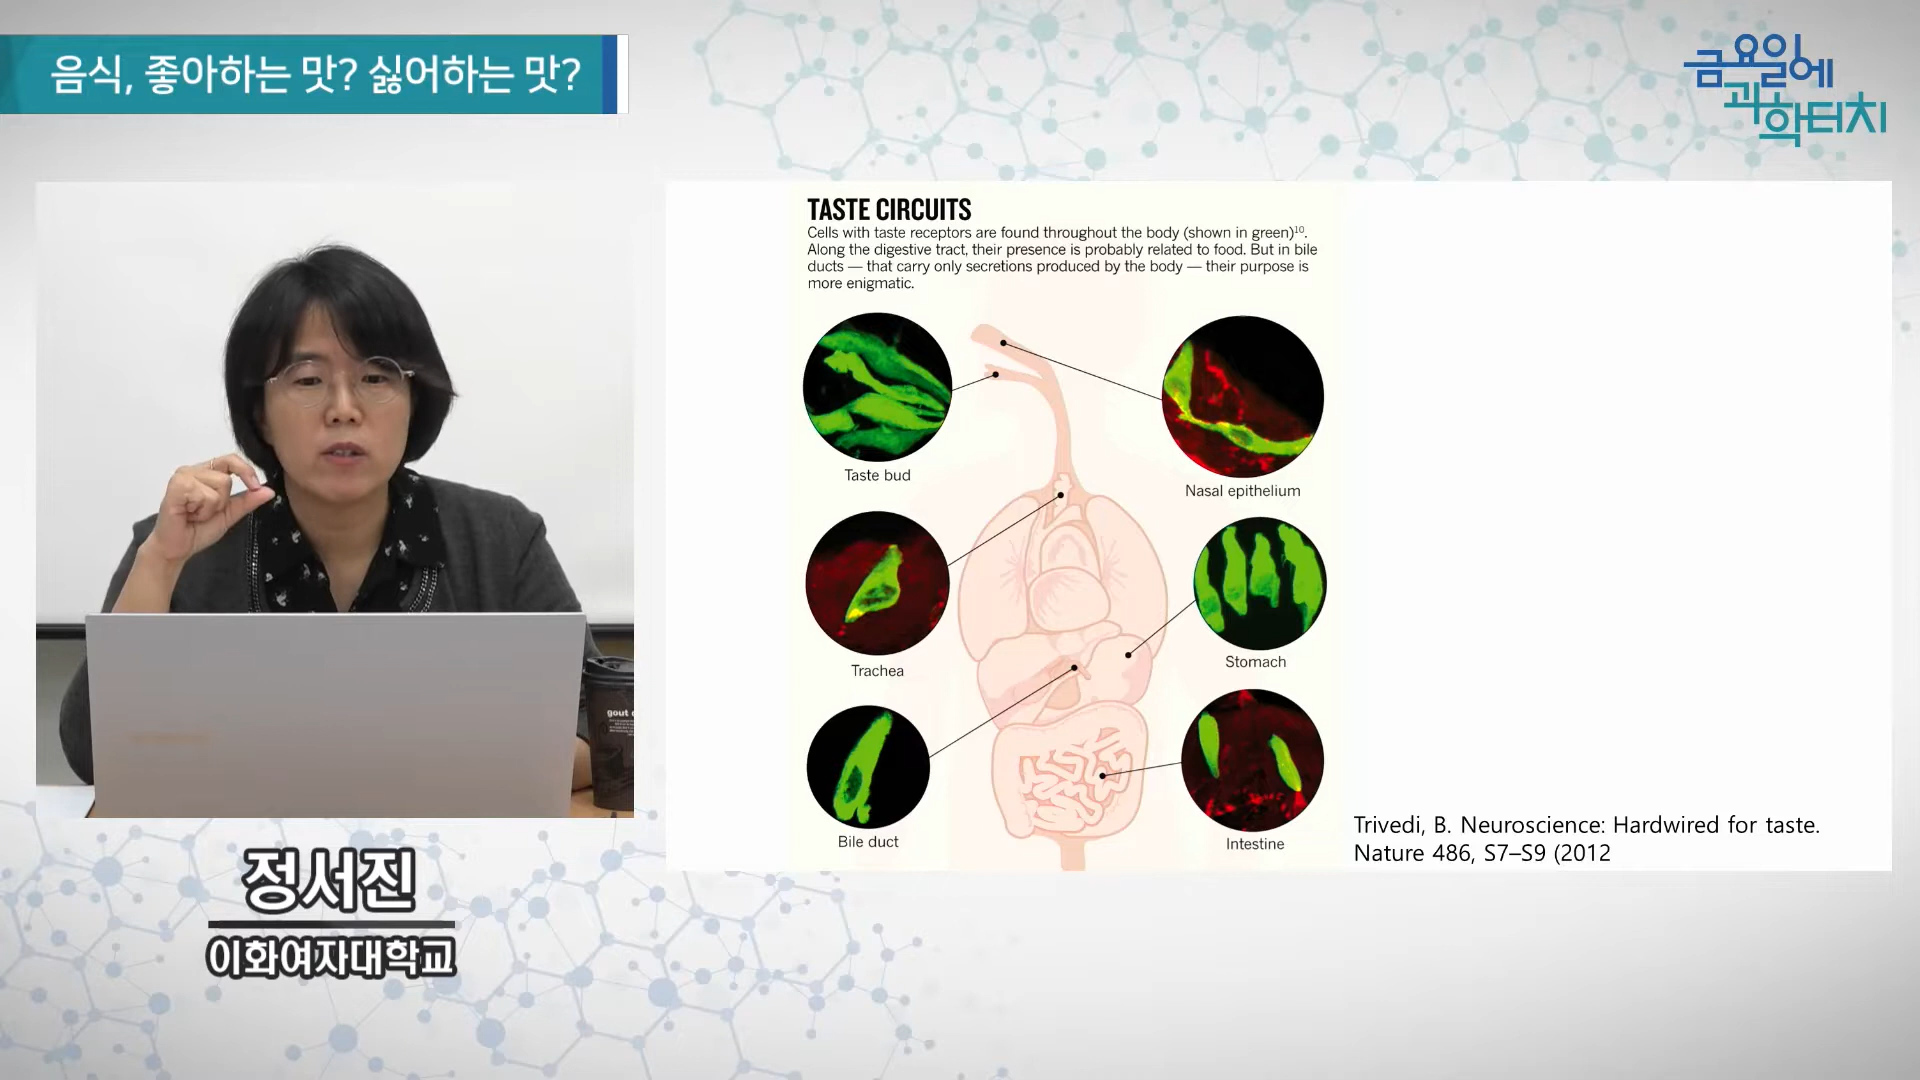 음식, 좋아하는 맛? 싫어하는 맛?
금요일에
과학터치
TASTE CIRCUITS
Cells with taste receptors are found throughout the body (shown in green)¹⁰.
Along the digestive tract, their presence is probably related to food. But in bile
ducts — that carry only secretions produced by the body — their purpose is
more enigmatic.
Taste bud
Nasal epithelium
Trachea
Stomach
Bile duct
Intestine
Trivedi, B. Neuroscience: Hardwired for taste.
Nature 486, S7–S9 (2012
gout
정서진
이화여자대학교